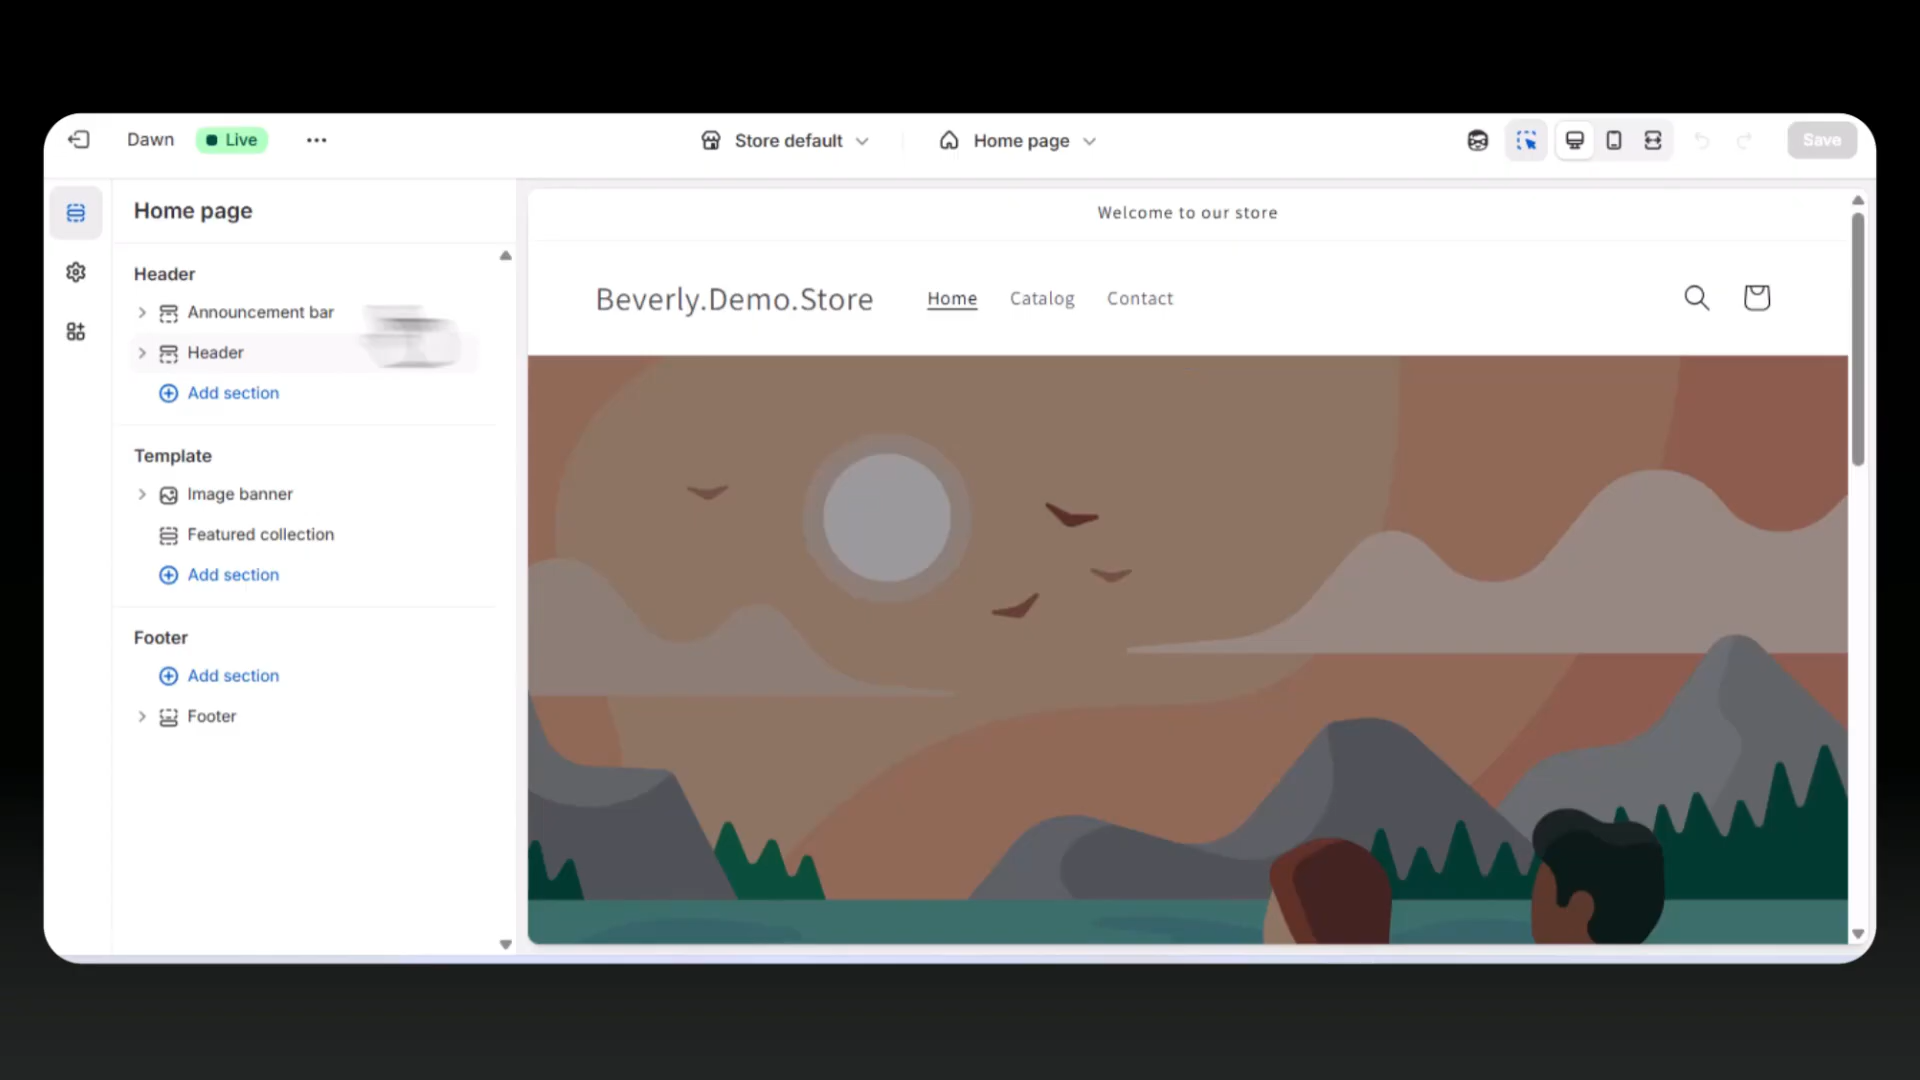 Dawn
Live
Store default
Home page
Save
Home page
Header
Announcement bar
Header
Add section
Template
Image banner
Featured collection
Add section
Footer
Add section
Footer
Welcome to our store
Beverly.Demo.Store
Home
Catalog
Contact